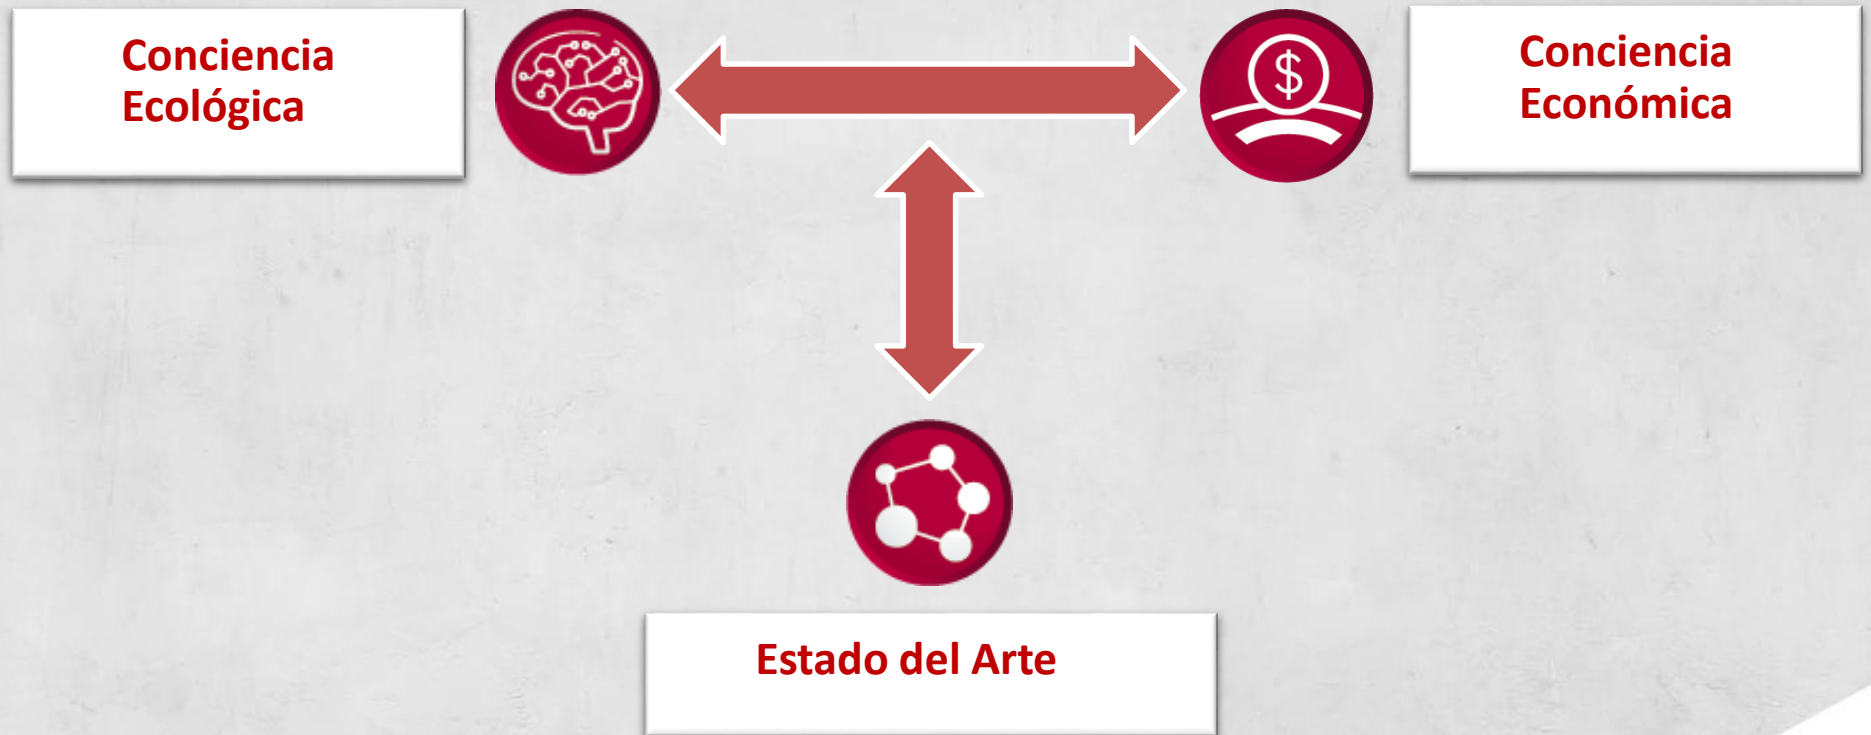 Conciencia
Ecológica
$
Conciencia
Económica
Estado del Arte